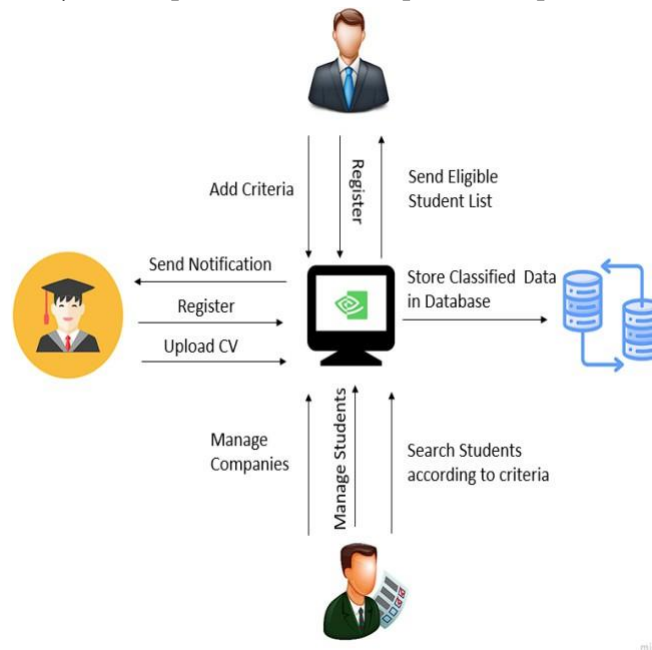 Add Criteria
Register
Send Eligible
Student List
Send Notification
Register
Upload CV
Store Classified Data
in Database
Manage
Companies
Manage Students
Search Students
according to criteria